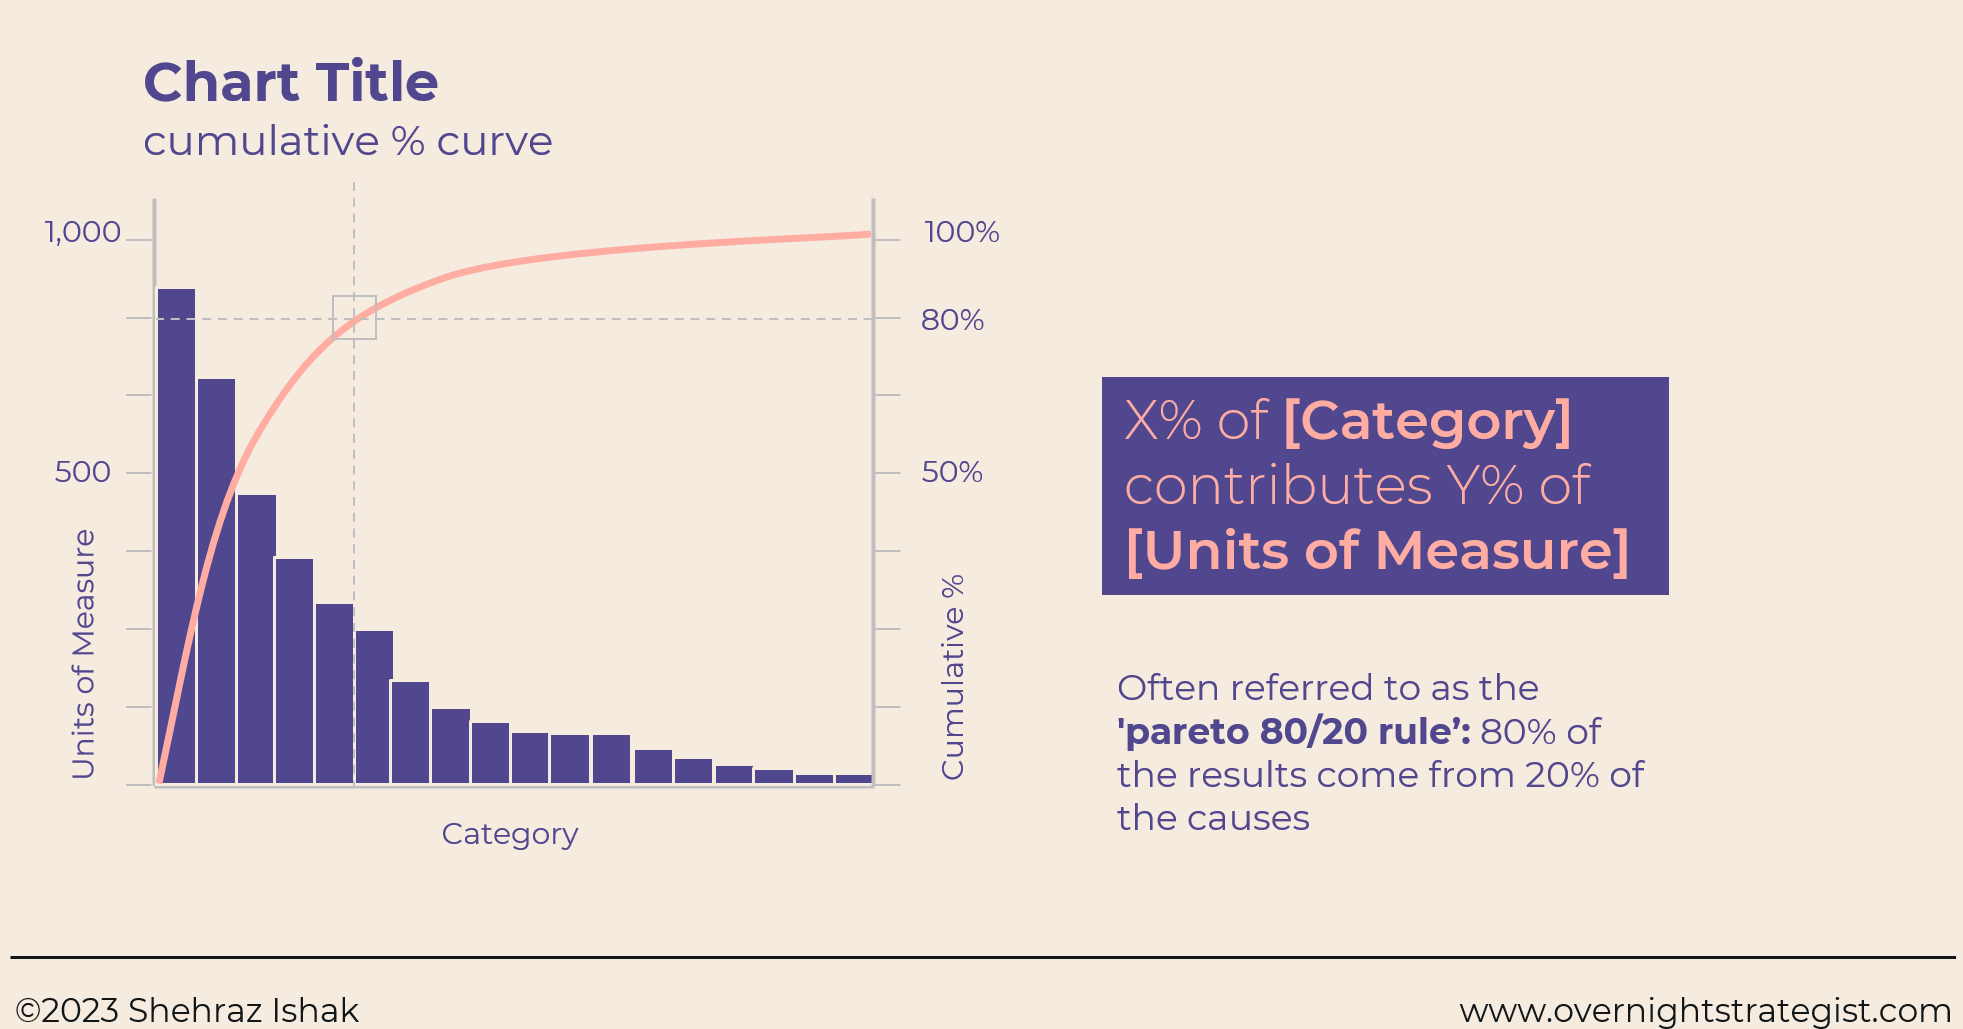 Chart Title
cumulative % curve
1,000
500
Units of Measure
100%
80%
50%
Cumulative %
Category
X% of [Category]
contributes Y% of
[Units of Measure]
Often referred to as the
'pareto 80/20 rule’: 80% of
the results come from 20% of
the causes
©2023 Shehraz Ishak
www.overnightstrategist.com